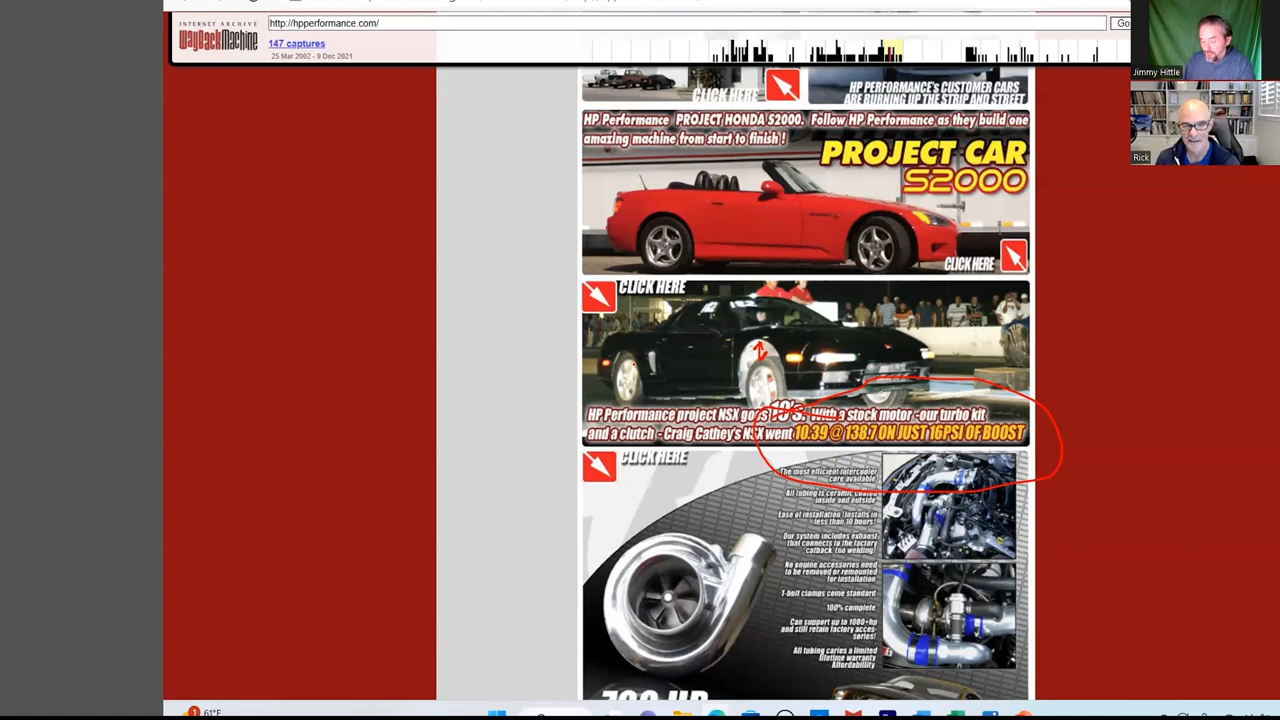 INTERNET ARCHIVE
WayBackMachine
http://hpperformance.com/
Go
147 captures
25 Mar 2002 - 9 Dec 2021
Jimmy Hittle
Rick
CLICK HERE
HP PERFORMANCE's CUSTOMER CARS
ARE BURNING UP THE STRIP AND STREET
HP Performance PROJECT HONDA S2000. Follow HP Performance as they build one
amazing machine from start to finish !
PROJECT CAR
S2000
CLICK HERE
CLICK HERE
HP Performance project NSX goes 10's. With a stock motor -our turbo kit
and a clutch - Craig Cathey's NSX went 10.39 @ 138.7 ON JUST 16PSI OF BOOST
CLICK HERE
The most efficient intercooler
core available
All tubing is ceramic coated
inside and outside
Ease of installation !Installs in
less than 10 hours!
Our system includes exhaust
that connects to the factory
catback. (no welding).
No engine accessories need
to be removed or remounted
for installation
T-bolt clamps come standard
100% complete
Can support up to 1000+hp
and still retain factory acces-
sories!
All tubing caries a limited
lifetime warranty
Affordability
700 HP
1
61°F